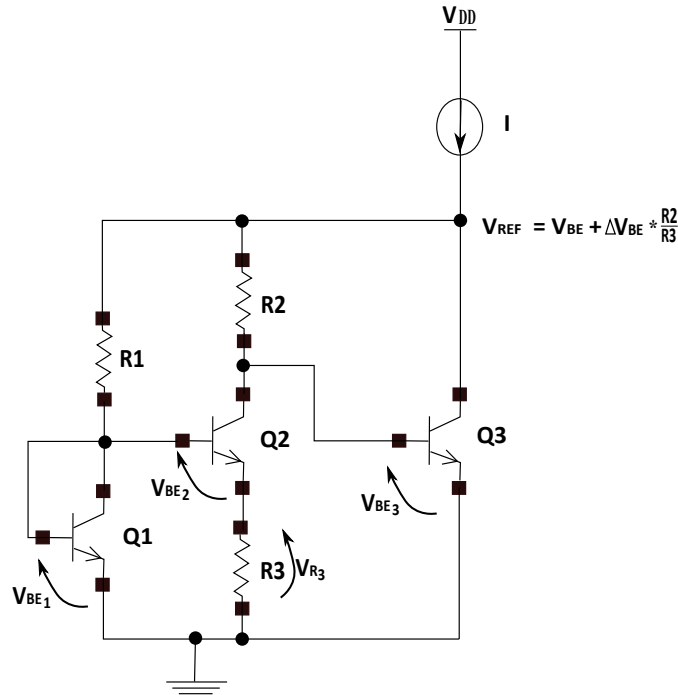 VDD
I
VREF = VBE + ΔVBE * R2/R3
R2
R1
Q2
Q3
VBE2
VBE3
Q1
R3
VR3
VBE1